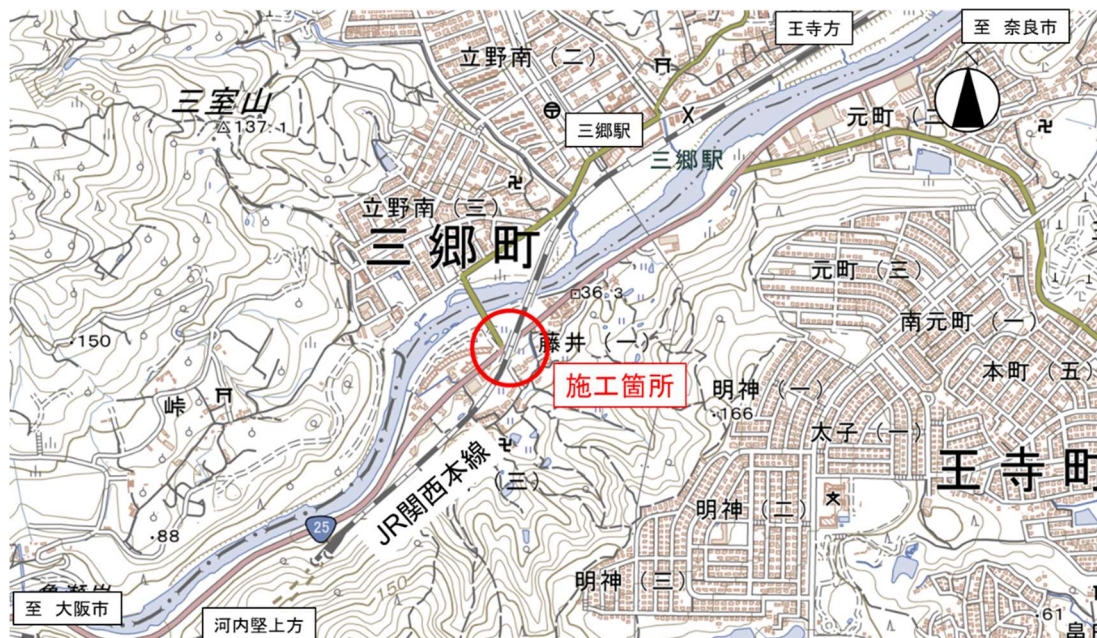 王寺方
至 奈良市
立野南（二）
200
三室山
137.1
三郷駅
元町（二）
三郷駅
立野南（三）
三郷町
元町（三）
36.3
南元町（一）
150
藤井（一）
施工箇所
明神（一）
本町（五）
166
峠
太子（一）
王寺町
JR関西本線
（三）
明神（二）
25
88
150
明神（三）
至 大阪市
河内堅上方
61